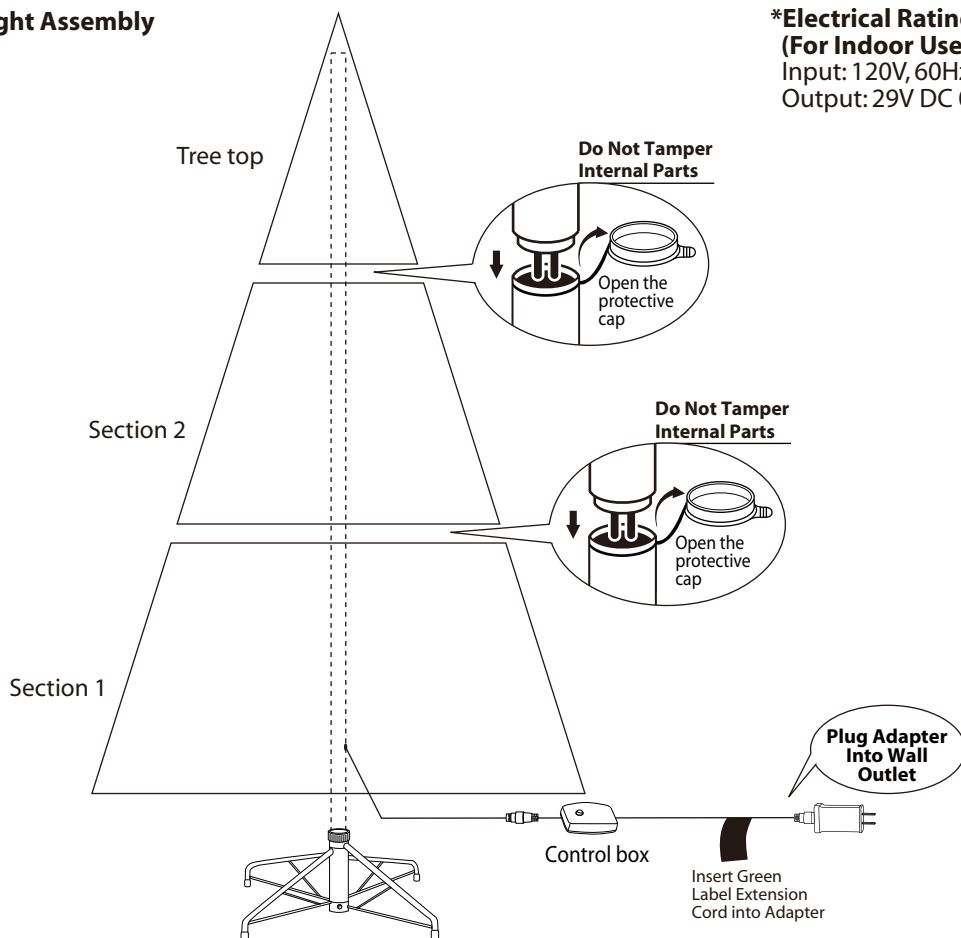 ght Assembly
*Electrical Ratin
(For Indoor Use
Input: 120V, 60Hz
Output: 29V DC
Tree top
Do Not Tamper
Internal Parts
Open the
protective
cap
Section 2
Do Not Tamper
Internal Parts
Open the
protective
cap
Section 1
Plug Adapter
Into Wall
Outlet
Control box
Insert Green
Label Extension
Cord into Adapter